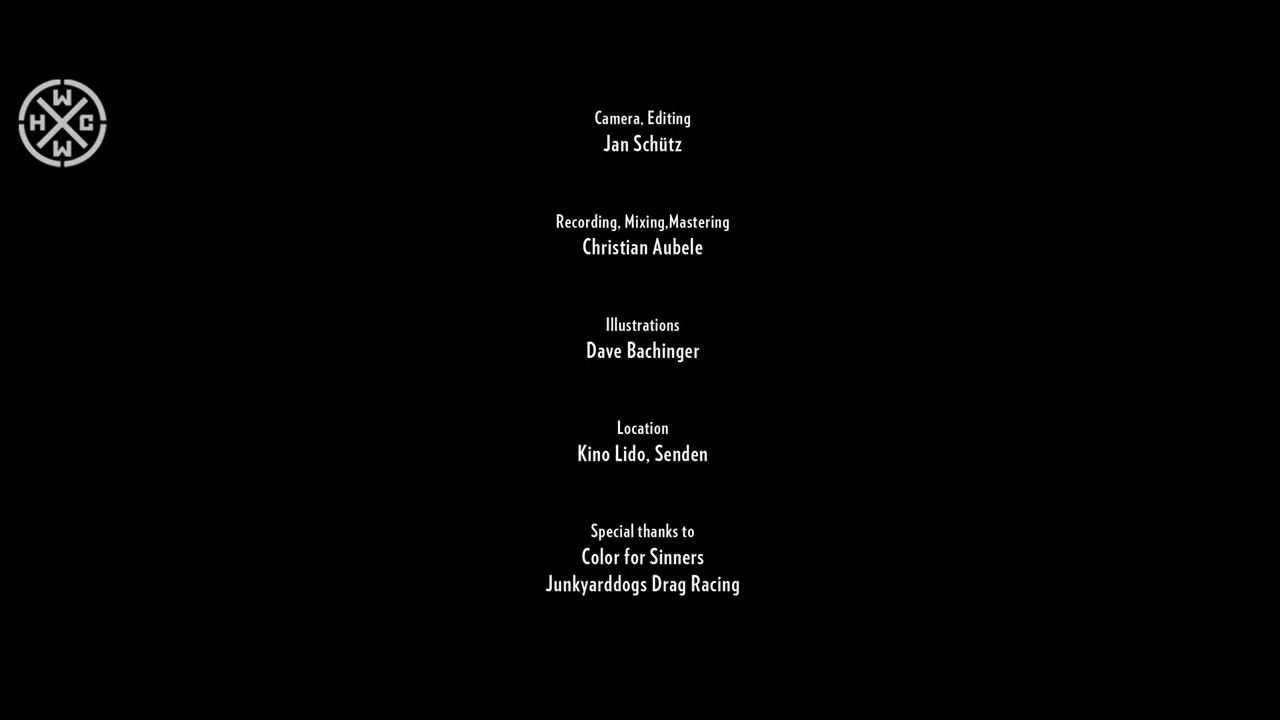 W
H C
W
Camera, Editing
Jan Schütz
Recording, Mixing,Mastering
Christian Aubele
Illustrations
Dave Bachinger
Location
Kino Lido, Senden
Special thanks to
Color for Sinners
Junkyarddogs Drag Racing